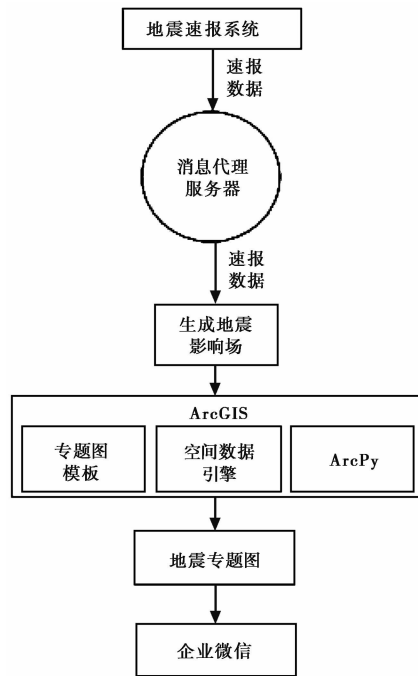 地震速报系统
速报
数据
消息代理
服务器
速报
数据
生成地震
影响场
ArcGIS
专题图
模板
空间数据
引擎
ArcPy
地震专题图
企业微信